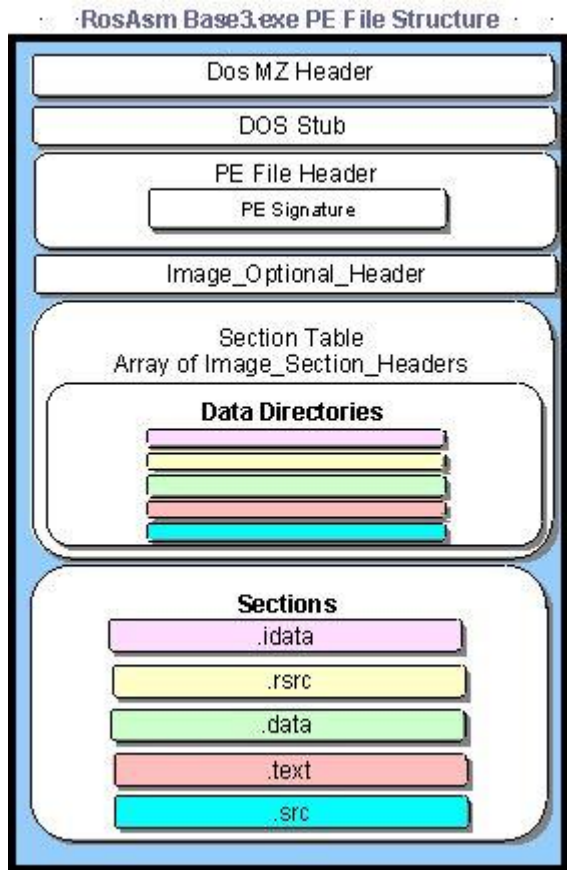 RosAsm Base3.exe PE File Structure
Dos MZ Header
DOS Stub
PE File Header
PE Signature
Image_Optional_Header
Section Table
Array of Image_Section_Headers
Data Directories
Sections
.idata
.rsrc
.data
.text
.src